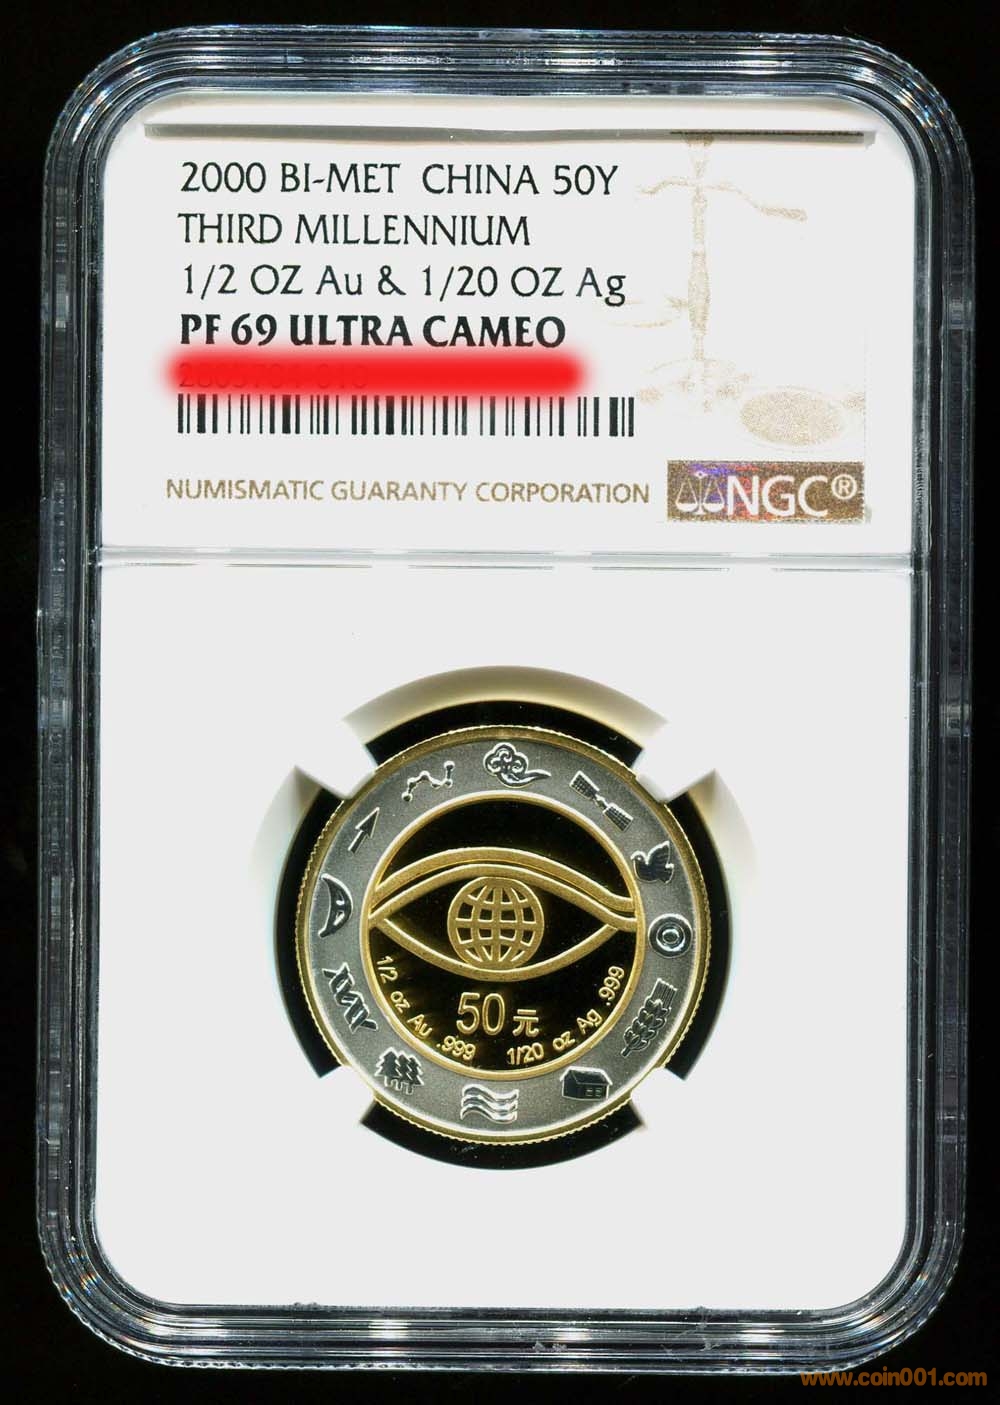 2000 BI-MET CHINA 50Y
THIRD MILLENNIUM
1/2 OZ Au & 1/20 OZ Ag
PF 69 ULTRA CAMEO
NUMISMATIC GUARANTY CORPORATION
NGC®
50元
1/2 oz Au .999
1/20 oz Ag .999
www.coin001.com